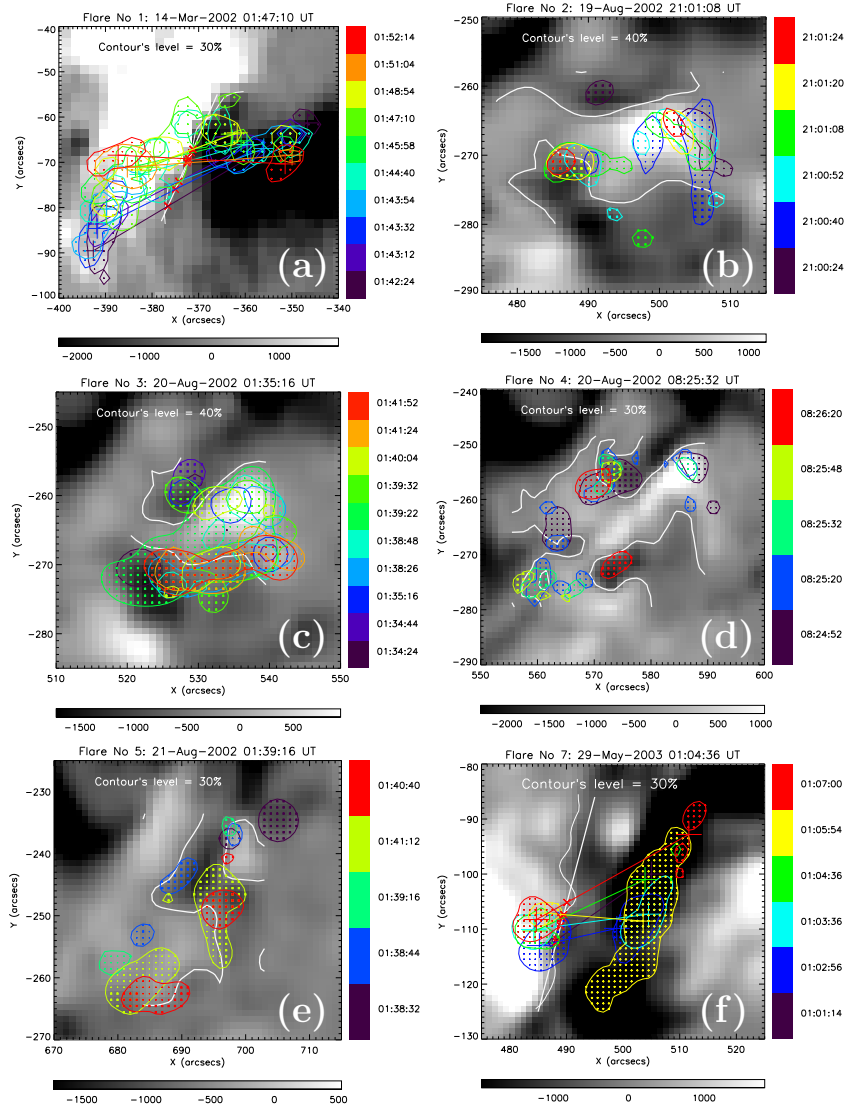 Flare No 1: 14-Mar-2002 01:47:10 UT
Contour's level = 30%
-40
-50
-60
-70
-80
-90
-100
Y (arcsecs)
-400 -390 -380 -370 -360 -350 -340
X (arcsecs)
(a)
01:52:14
01:51:04
01:48:54
01:47:10
01:45:58
01:44:40
01:43:54
01:43:32
01:43:12
01:42:24
-2000 -1000 0 1000
Flare No 2: 19-Aug-2002 21:01:08 UT
Contour's level = 40%
-250
-260
-270
-280
-290
Y (arcsecs)
480 490 500 510
X (arcsecs)
(b)
21:01:24
21:01:20
21:01:08
21:00:52
21:00:40
21:00:24
-1500 -1000 -500 0 500 1000
Flare No 3: 20-Aug-2002 01:35:16 UT
Contour's level = 40%
-250
-260
-270
-280
Y (arcsecs)
510 520 530 540 550
X (arcsecs)
(c)
01:41:52
01:41:24
01:40:04
01:39:32
01:39:22
01:38:48
01:38:26
01:35:16
01:34:44
01:34:24
-1500 -1000 -500 0 500
Flare No 4: 20-Aug-2002 08:25:32 UT
Contour's level = 30%
-240
-250
-260
-270
-280
-290
Y (arcsecs)
550 560 570 580 590 600
X (arcsecs)
(d)
08:26:20
08:25:48
08:25:32
08:25:20
08:24:52
-2000 -1500 -1000 -500 0 500 1000
Flare No 5: 21-Aug-2002 01:39:16 UT
Contour's level = 30%
-230
-240
-250
-260
-270
Y (arcsecs)
670 680 690 700 710
X (arcsecs)
(e)
01:40:40
01:41:12
01:39:16
01:38:44
01:38:32
-1500 -1000 -500 0 500
Flare No 7: 29-May-2003 01:04:36 UT
Contour's level = 30%
-80
-90
-100
-110
-120
-130
Y (arcsecs)
480 490 500 510 520
X (arcsecs)
(f)
01:07:00
01:05:54
01:04:36
01:03:36
01:02:56
01:01:14
-1000 0 1000